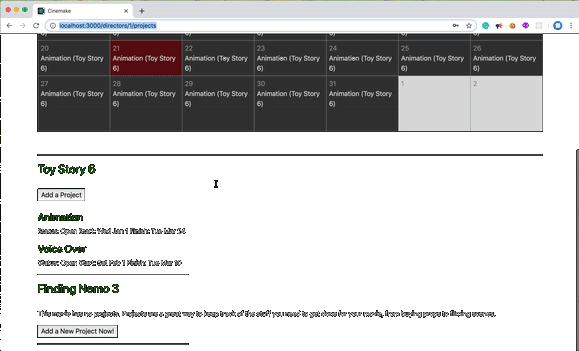 Cinemake
localhost:3000/directors/1/projects
6) 6) 6) 6) 6) 6) 6)
20 21 22 23 24 25 26
Animation (Toy Story Animation (Toy Story Animation (Toy Story Animation (Toy Story Animation (Toy Story Animation (Toy Story Animation (Toy Story
6) 6) 6) 6) 6) 6) 6)
27 28 29 30 31 1 2
Animation (Toy Story Animation (Toy Story Animation (Toy Story Animation (Toy Story Animation (Toy Story
6) 6) 6) 6) 6)
Toy Story 6
Add a Project
Animation
Status: Open Start: Wed Jan 1 Finish: Tue Mar 24
Voice Over
Status: Open Start: Sat Feb 1 Finish: Tue Mar 10
Finding Nemo 3
This movie has no projects. Projects are a great way to keep track of the stuff you need to get done for your movie, from buying props to filming scenes.
Add a New Project Now!